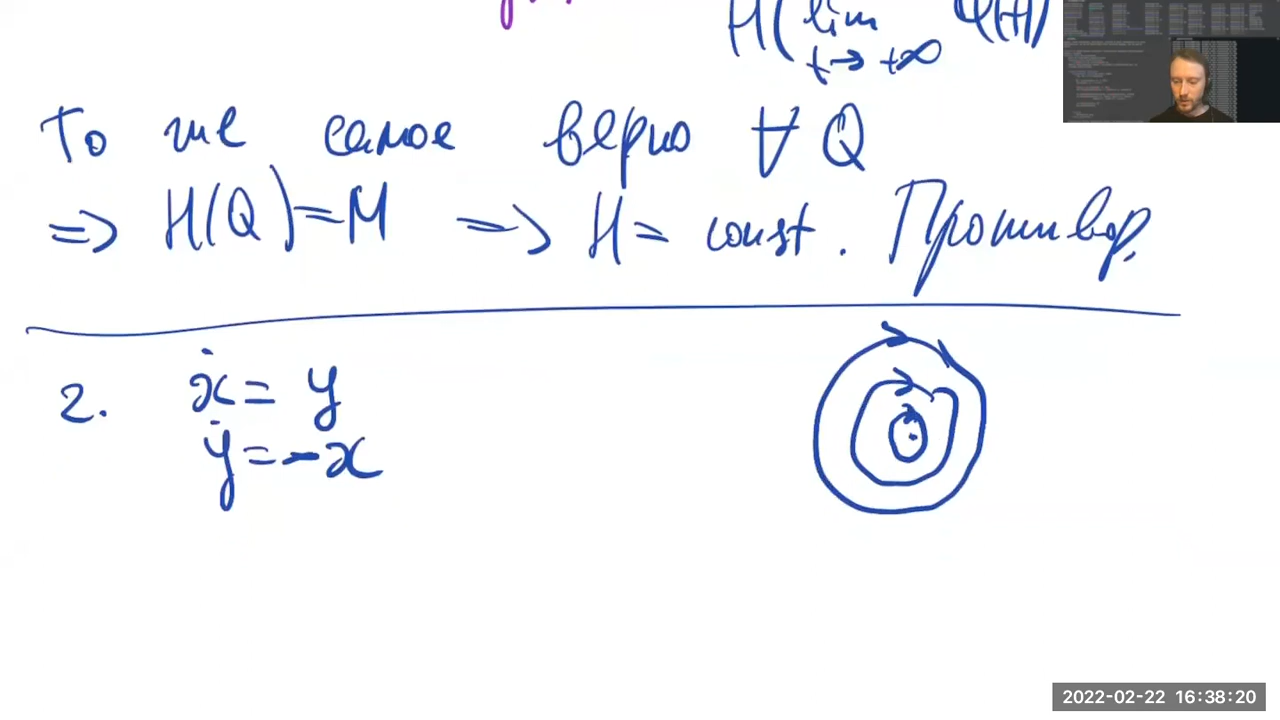 H( lim Q(t)
t → +∞
То же самое верно ∀ Q
=> H(Q) = M => H = const. Противор.
2. ẋ = y
ẏ = -x
2022-02-22 16:38:20